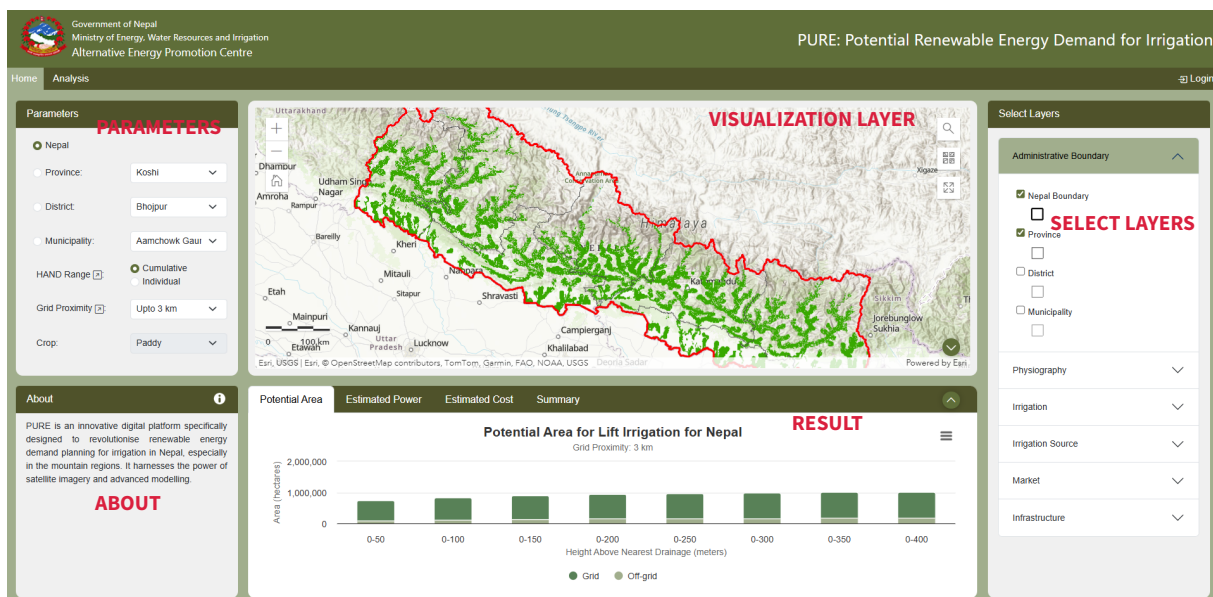 Government of Nepal
Ministry of Energy, Water Resources and Irrigation
Alternative Energy Promotion Centre
PURE: Potential Renewable Energy Demand for Irrigation
Home Analysis
Login
Parameters
PARAMETERS
Nepal
Province: Koshi
District: Bhojpur
Municipality: Aamchowk Gaur
HAND Range :
Cumulative
Individual
Grid Proximity : Upto 3 km
Crop: Paddy
About
PURE is an innovative digital platform specifically
designed to revolutionise renewable energy
demand planning for irrigation in Nepal, especially
in the mountain regions. It harnesses the power of
satellite imagery and advanced modelling.
ABOUT
VISUALIZATION LAYER
Uttarakhand
Dhampur
Udham Sing
Nagar
Amroha
Rampur
Xigaze
Himalaya
Bareilly
Kheri
NEPAL
Mitauli
Nanpara
Kathmandu
Etah
Sitapur
Shravasti
Sikkim
Mainpuri
Jorebunglow
Sukhia
Kannauj
Campierganj
0 100 km
Etawah
Uttar
Pradesh
Lucknow
Khalilabad
Deoria Sadar
Esri, USGS | Esri, © OpenStreetMap contributors, TomTom, Garmin, FAO, NOAA, USGS
Powered by Esri
Potential Area Estimated Power Estimated Cost Summary
RESULT
Potential Area for Lift Irrigation for Nepal
Grid Proximity: 3 km
Area (hectares)
2,000,000
1,000,000
0
0-50 0-100 0-150 0-200 0-250 0-300 0-350 0-400
Height Above Nearest Drainage (meters)
Grid Off-grid
Select Layers
Administrative Boundary
Nepal Boundary
SELECT LAYERS
Province
District
Municipality
Physiography
Irrigation
Irrigation Source
Market
Infrastructure